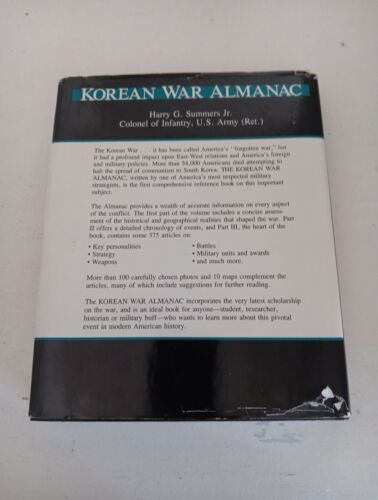 KOREAN WAR ALMANAC
Harry G. Summers Jr.
Colonel of Infantry, U.S. Army (Ret.)
The Korean War . . . it has been called America's "forgotten war," but
it had a profound impact upon East-West relations and America's foreign
and military policies. More than 54,000 Americans died attempting to
halt the spread of communism to South Korea. THE KOREAN WAR
ALMANAC, written by one of America's most respected military
strategists, is the first comprehensive reference book on this important
subject.
The Almanac provides a wealth of accurate information on every aspect
of the conflict. The first part of the volume includes a concise assess-
ment of the historical and geographical realities that shaped the war. Part
II offers a detailed chronology of events, and Part III, the heart of the
book, contains some 375 articles on:
• Key personalities
• Strategy
• Weapons
• Battles
• Military units and awards
• and much more.
More than 100 carefully chosen photos and 10 maps complement the
articles, many of which include suggestions for further reading.
The KOREAN WAR ALMANAC incorporates the very latest scholarship
on the war, and is an ideal book for anyone—student, researcher,
historian or military buff—who wants to learn more about this pivotal
event in modern American history.